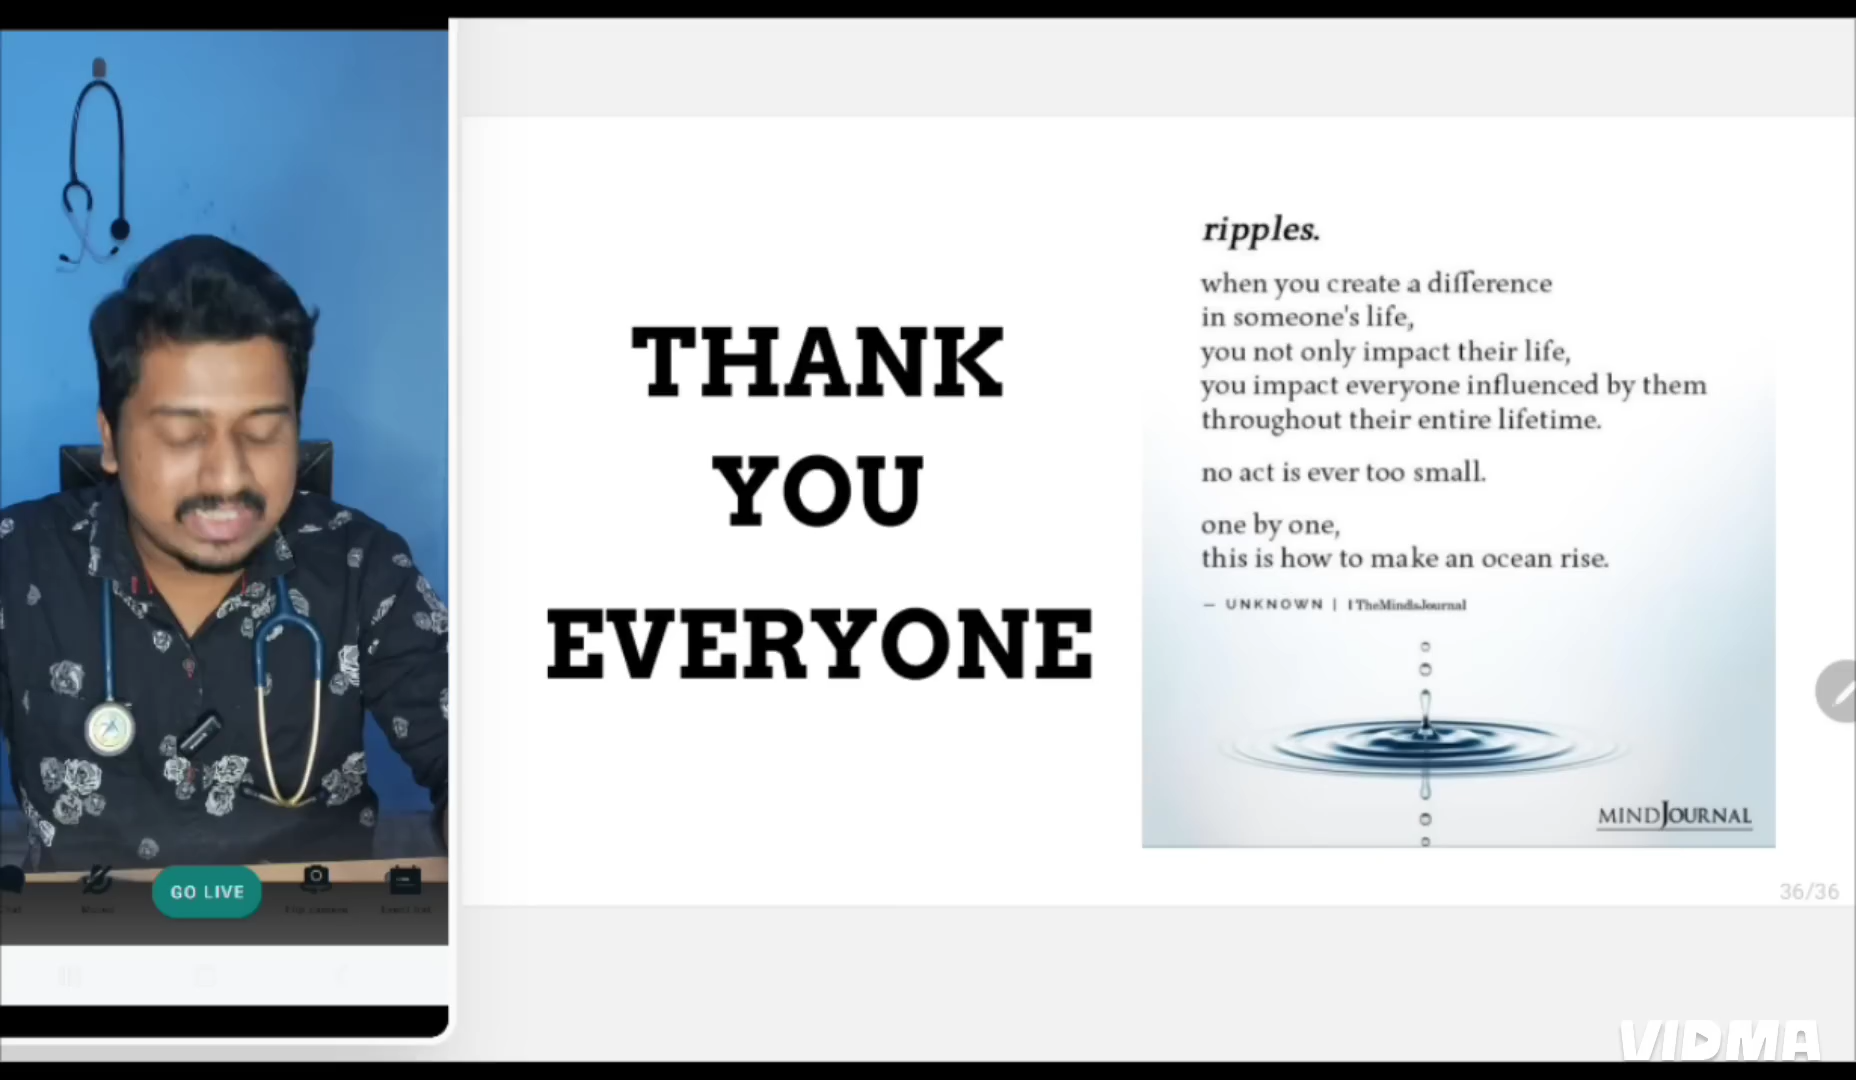 THANK
YOU
EVERYONE
ripples.
when you create a difference
in someone's life,
you not only impact their life,
you impact everyone influenced by them
throughout their entire lifetime.
no act is ever too small.
one by one,
this is how to make an ocean rise.
— UNKNOWN | TheMindsJournal
MINDJOURNAL
36/36
GO LIVE
VIDMA